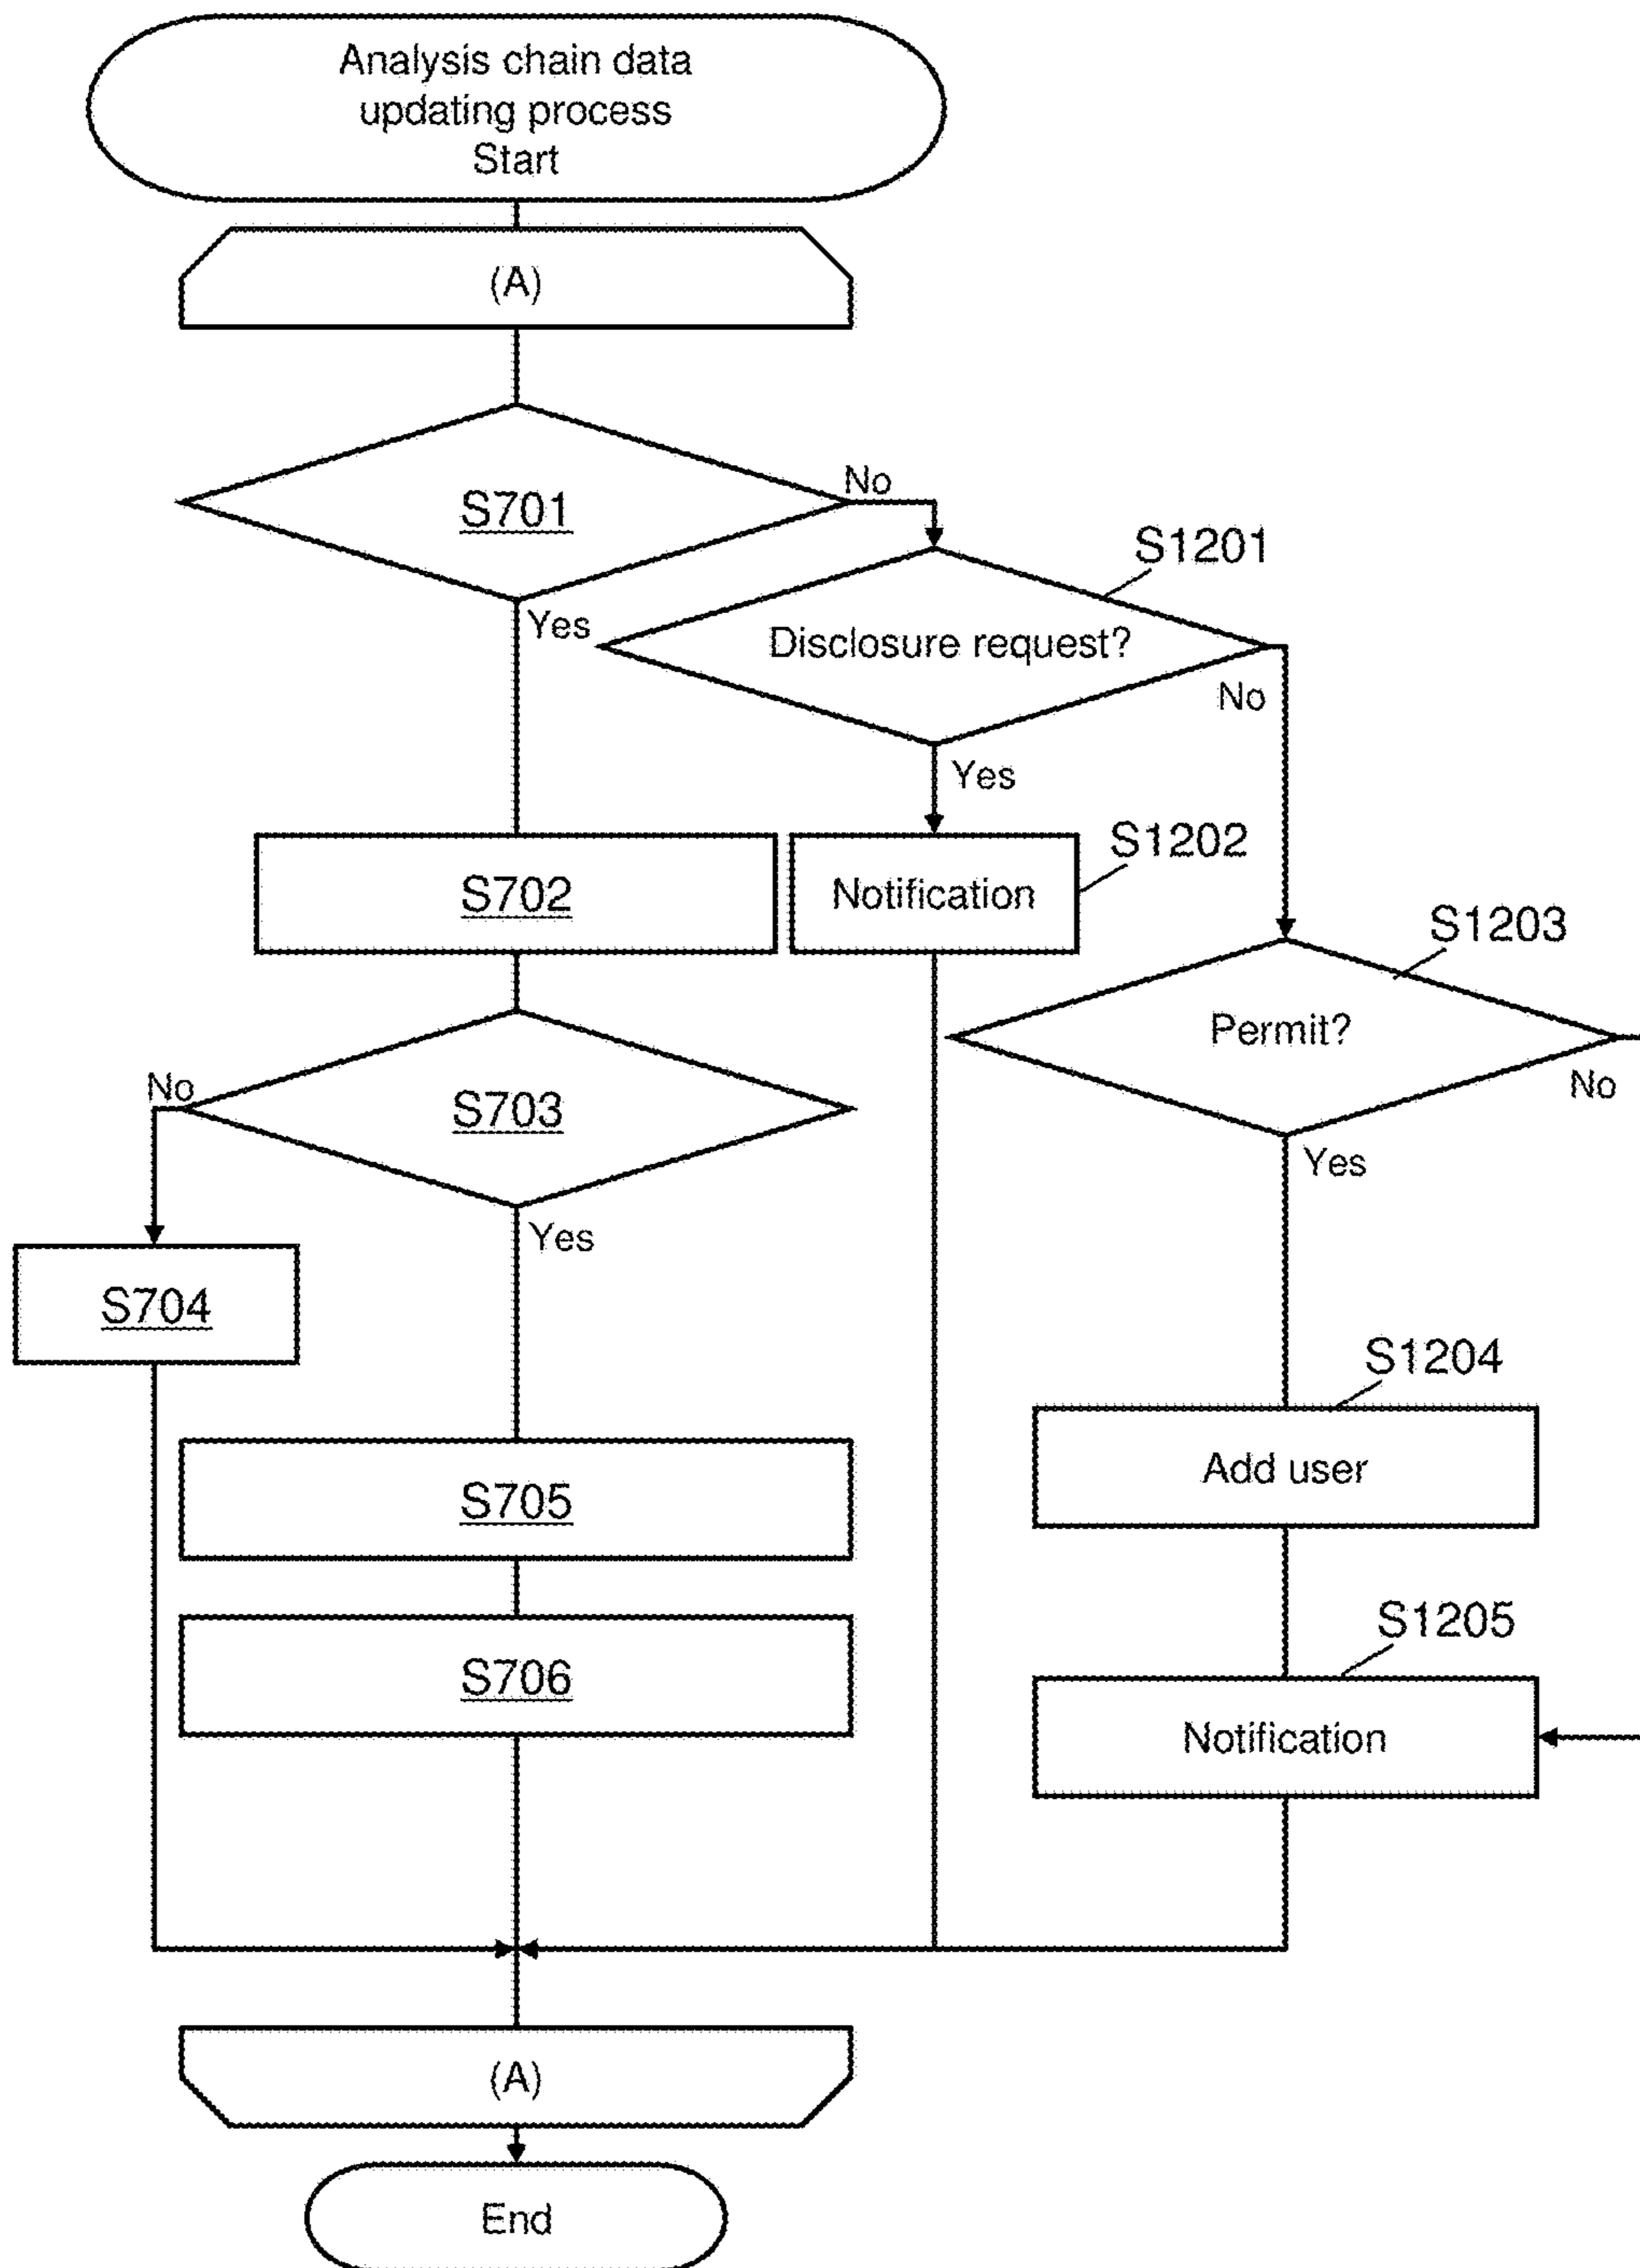 Analysis chain data
updating process
Start
(A)
S701
No
Yes
S1201
Disclosure request?
No
Yes
S702
Notification
S1202
S1203
Permit?
No
Yes
S703
No
Yes
S704
S1204
Add user
S705
S1205
S706
Notification
(A)
End